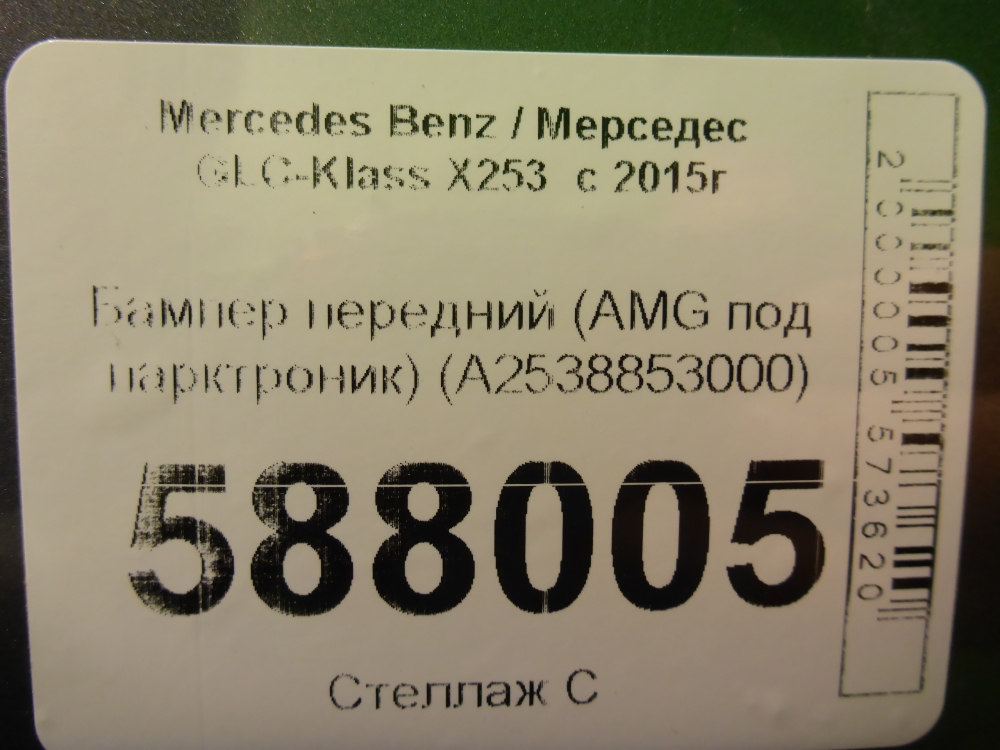 Mercedes Benz / Мерседес
GLC-Klass X253 с 2015г
Бампер передний (AMG под
парктроник) (A2538853000)
588005
Стеллаж С
2000005573620